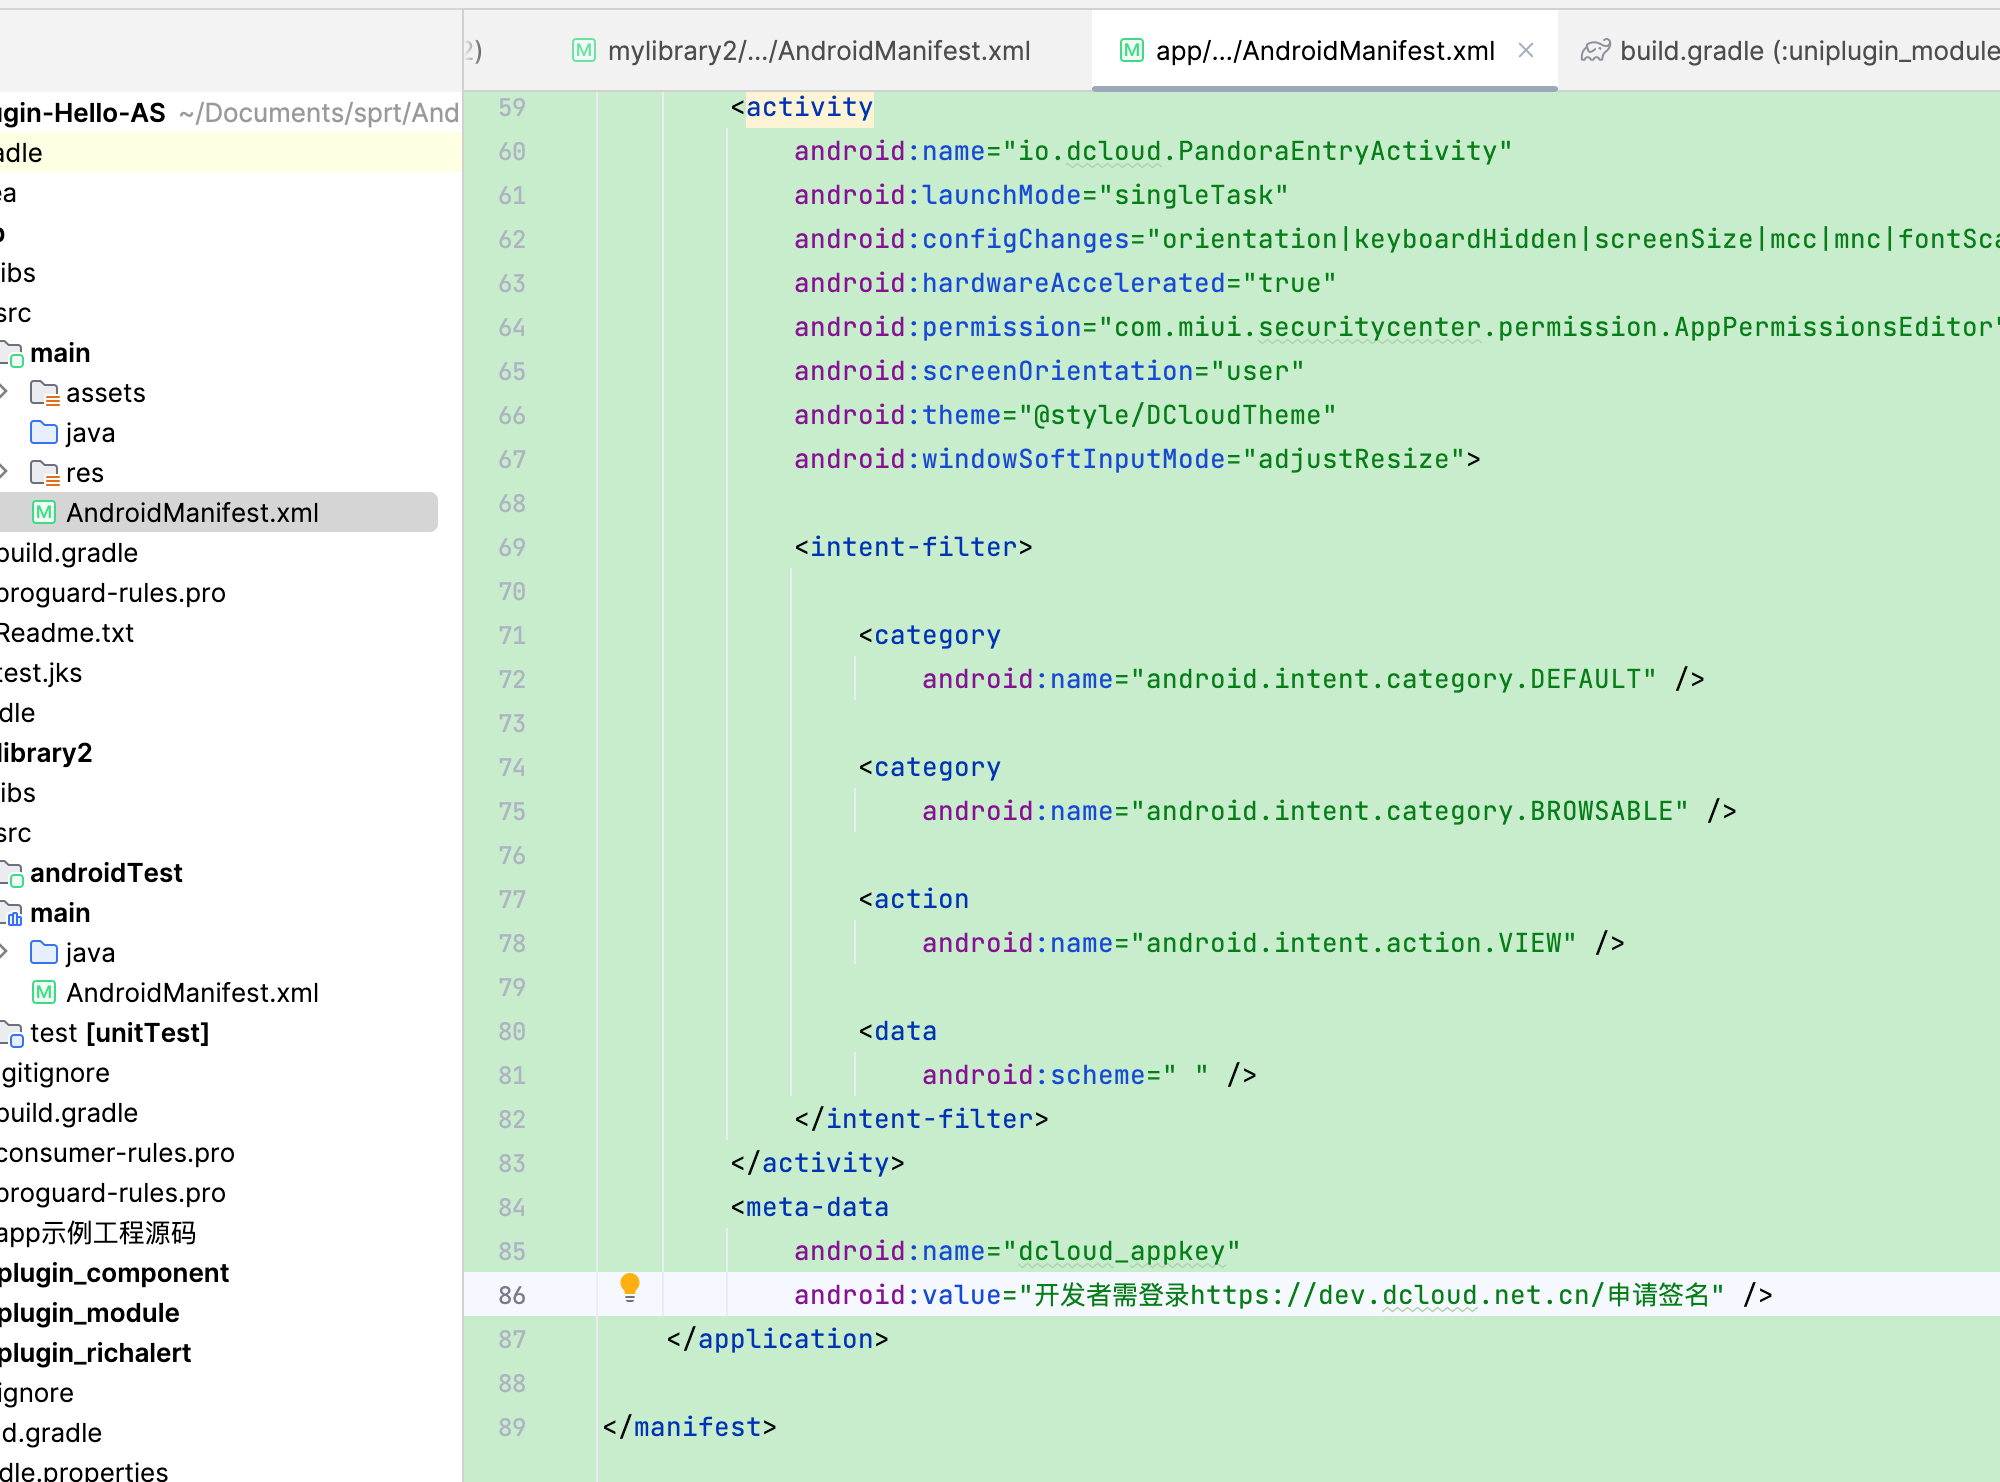 2)
mylibrary2/.../AndroidManifest.xml
app/.../AndroidManifest.xml
build.gradle (:uniplugin_module
gin-Hello-AS ~/Documents/sprt/And
adle
ea
ibs
src
main
assets
java
res
AndroidManifest.xml
build.gradle
proguard-rules.pro
Readme.txt
test.jks
dle
library2
ibs
src
androidTest
main
java
AndroidManifest.xml
test [unitTest]
gitignore
build.gradle
consumer-rules.pro
proguard-rules.pro
app示例工程源码
plugin_component
plugin_module
plugin_richalert
ignore
d.gradle
dle.properties
59 <activity
60 android:name="io.dcloud.PandoraEntryActivity"
61 android:launchMode="singleTask"
62 android:configChanges="orientation|keyboardHidden|screenSize|mcc|mnc|fontSca
63 android:hardwareAccelerated="true"
64 android:permission="com.miui.securitycenter.permission.AppPermissionsEditor"
65 android:screenOrientation="user"
66 android:theme="@style/DCloudTheme"
67 android:windowSoftInputMode="adjustResize">
68
69 <intent-filter>
70
71 <category
72 android:name="android.intent.category.DEFAULT" />
73
74 <category
75 android:name="android.intent.category.BROWSABLE" />
76
77 <action
78 android:name="android.intent.action.VIEW" />
79
80 <data
81 android:scheme=" " />
82 </intent-filter>
83 </activity>
84 <meta-data
85 android:name="dcloud_appkey"
86 android:value="开发者需登录https://dev.dcloud.net.cn/申请签名" />
87 </application>
88
89 </manifest>